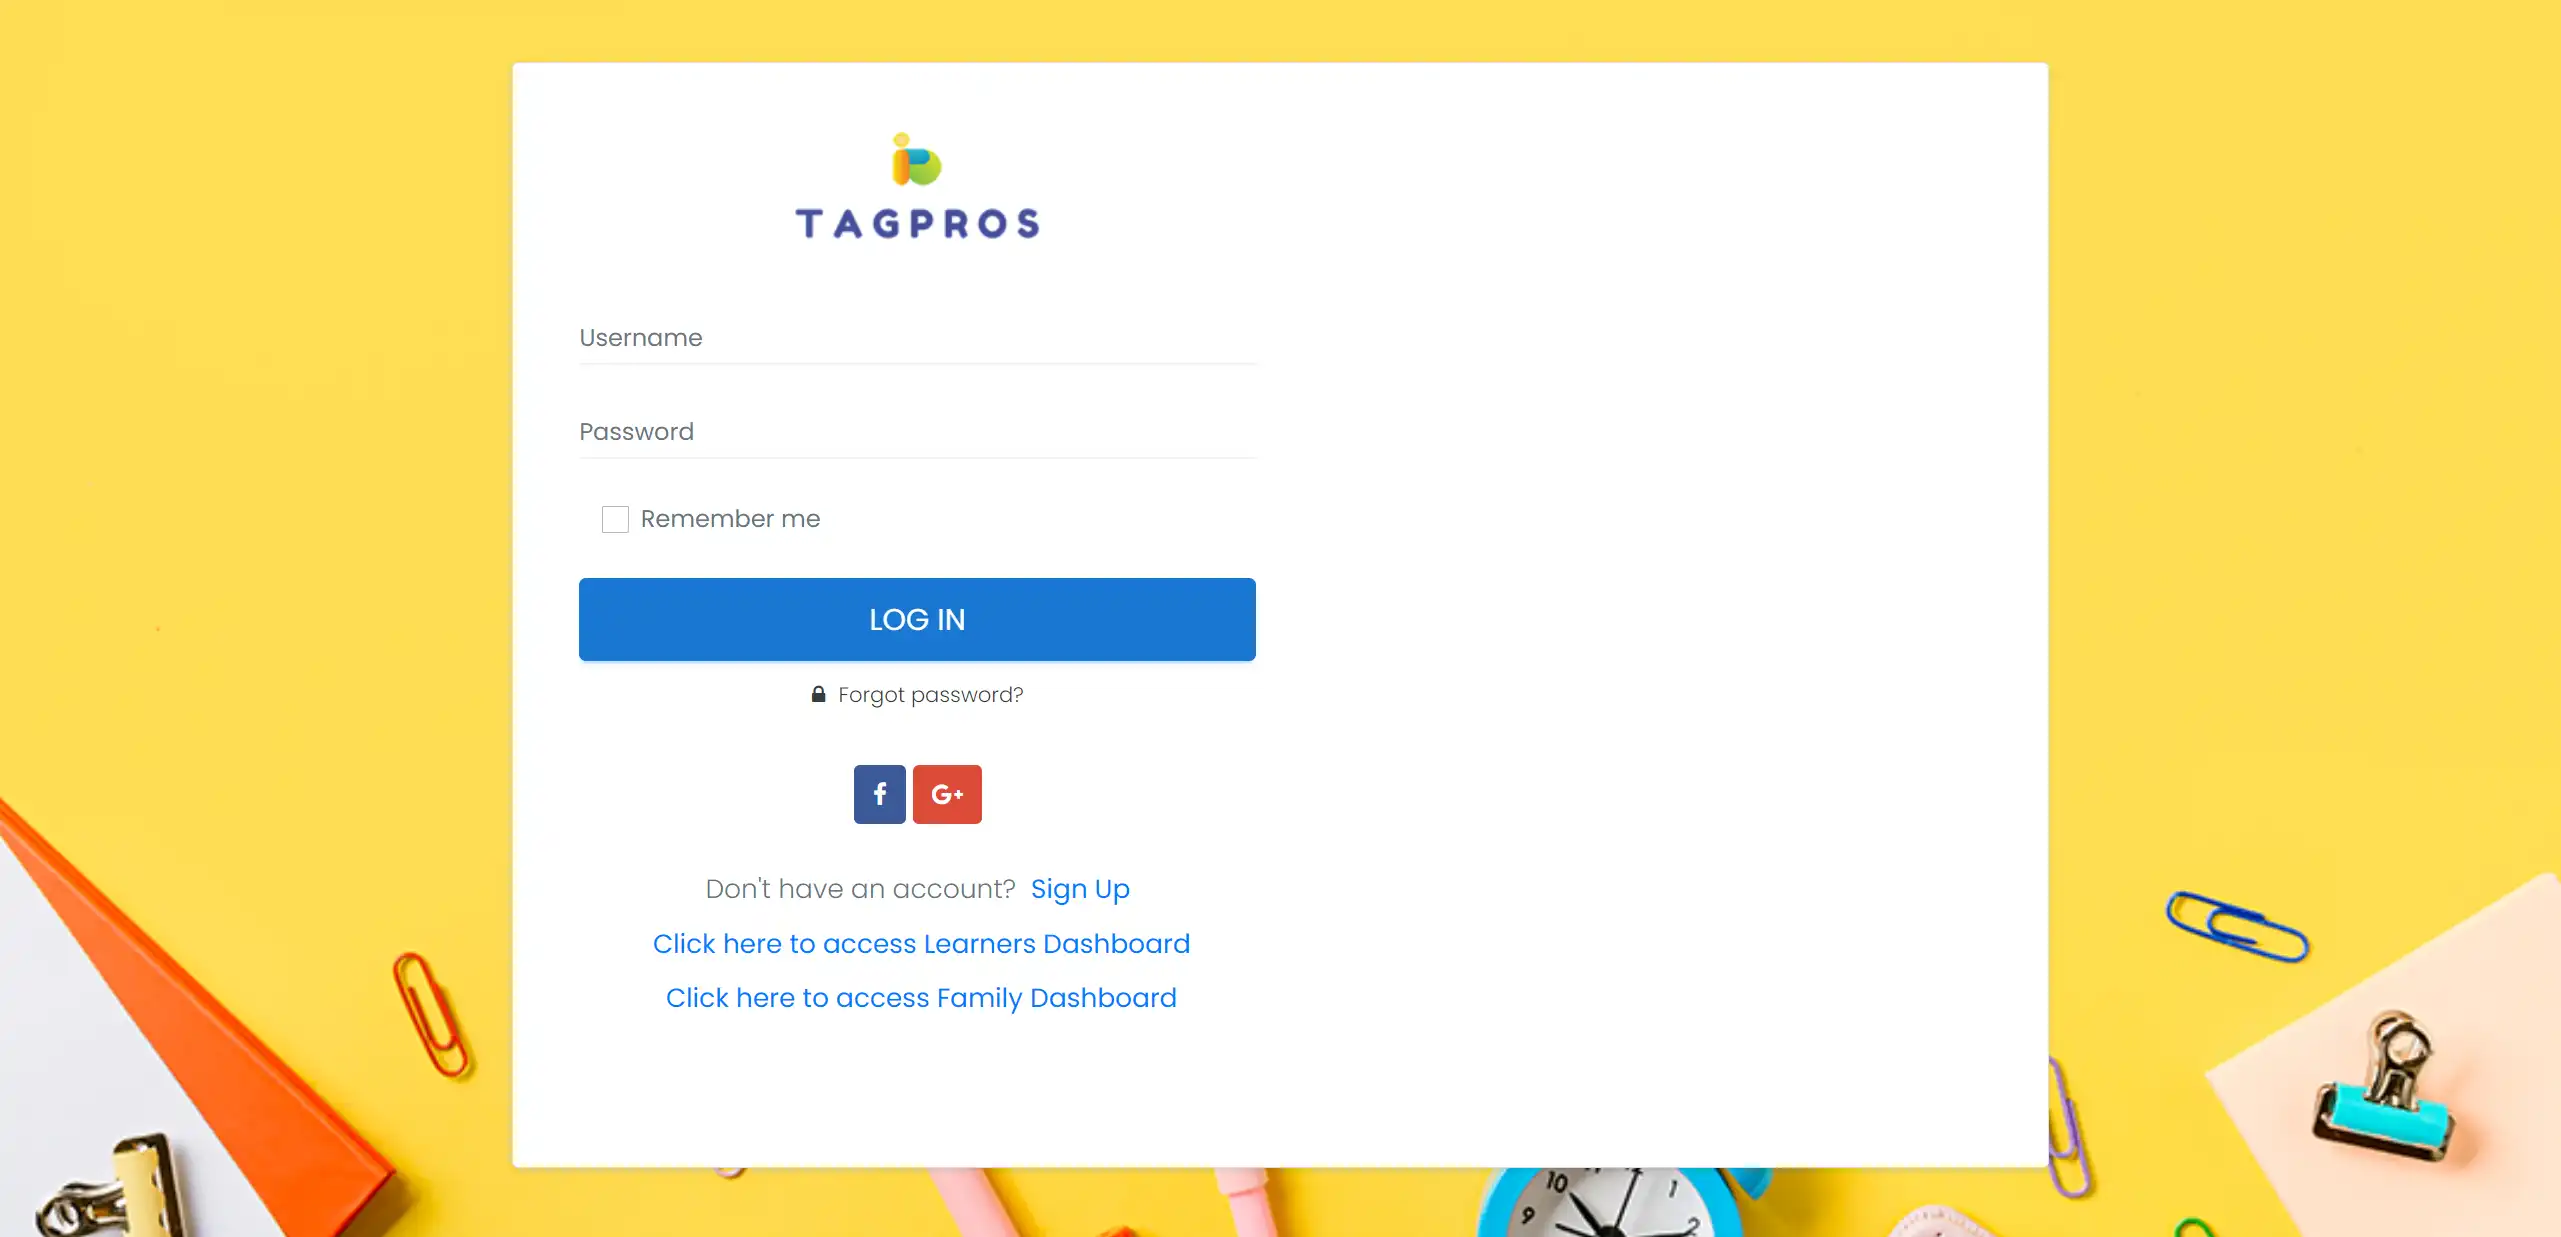 TAGPROS
Username
Password
Remember me
LOG IN
Forgot password?
f G+
Don't have an account? Sign Up
Click here to access Learners Dashboard
Click here to access Family Dashboard
10 1
9 2